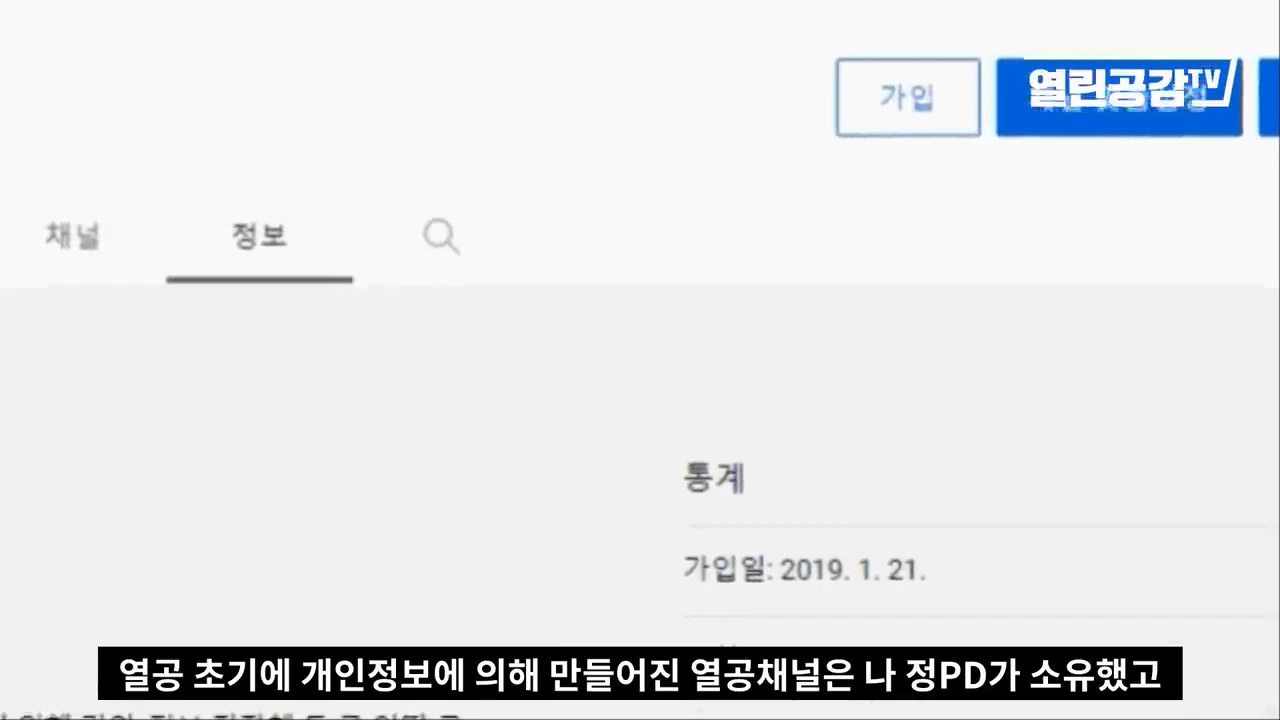 가입
열린공감TV
채널
정보
통계
가입일: 2019. 1. 21.
열공 초기에 개인정보에 의해 만들어진 열공채널은 나 정PD가 소유했고